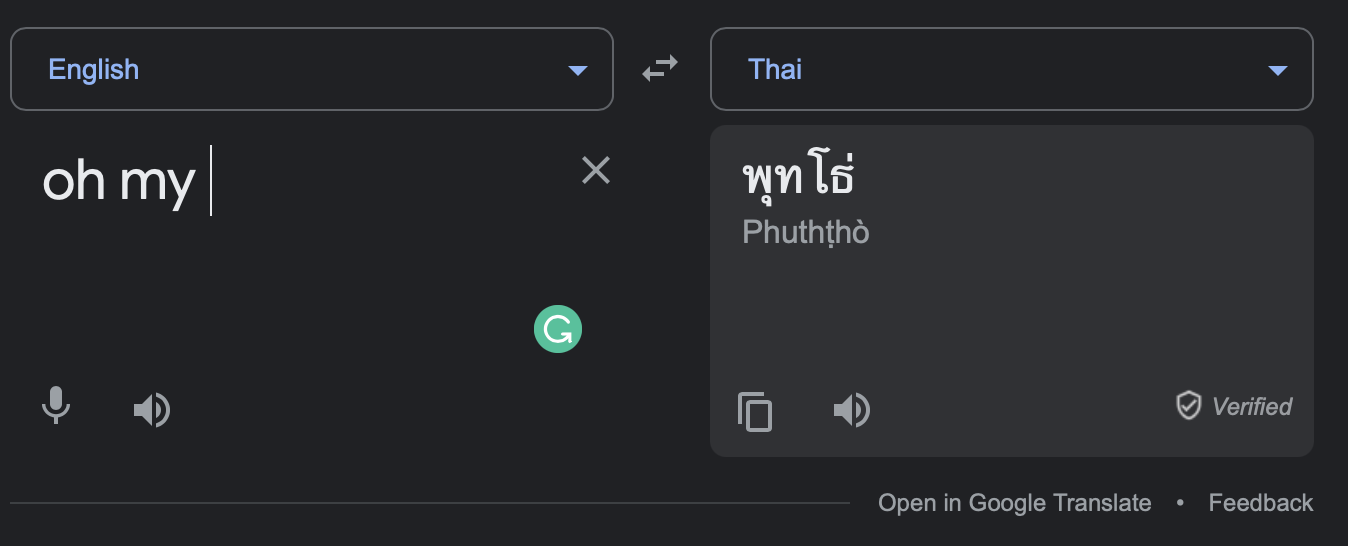 English
Thai
oh my
พุทโธ่
Phuthṭhò
Verified
Open in Google Translate • Feedback